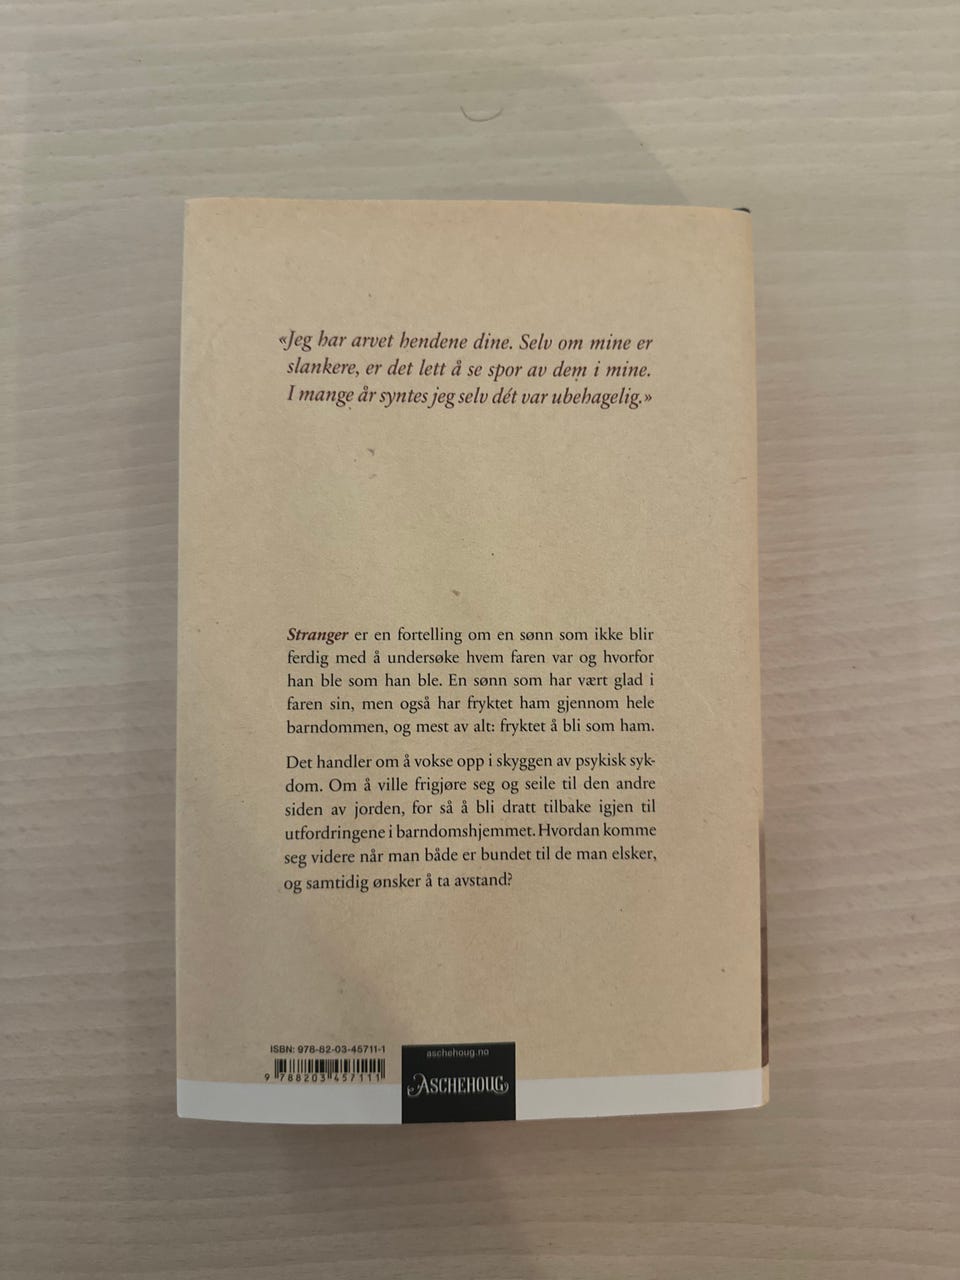 «Jeg har arvet hendene dine. Selv om mine er
slankere, er det lett å se spor av dem i mine.
I mange år syntes jeg selv dét var ubehagelig.»
Stranger er en fortelling om en sønn som ikke blir
ferdig med å undersøke hvem faren var og hvorfor
han ble som han ble. En sønn som har vært glad i
faren sin, men også har fryktet ham gjennom hele
barndommen, og mest av alt: fryktet å bli som ham.
Det handler om å vokse opp i skyggen av psykisk syk-
dom. Om å ville frigjøre seg og seile til den andre
siden av jorden, for så å bli dratt tilbake igjen til
utfordringene i barndomshjemmet. Hvordan komme
seg videre når man både er bundet til de man elsker,
og samtidig ønsker å ta avstand?
ISBN: 978-82-03-45711-1
9 788203 457111
aschehoug.no
ASCHEHOUG